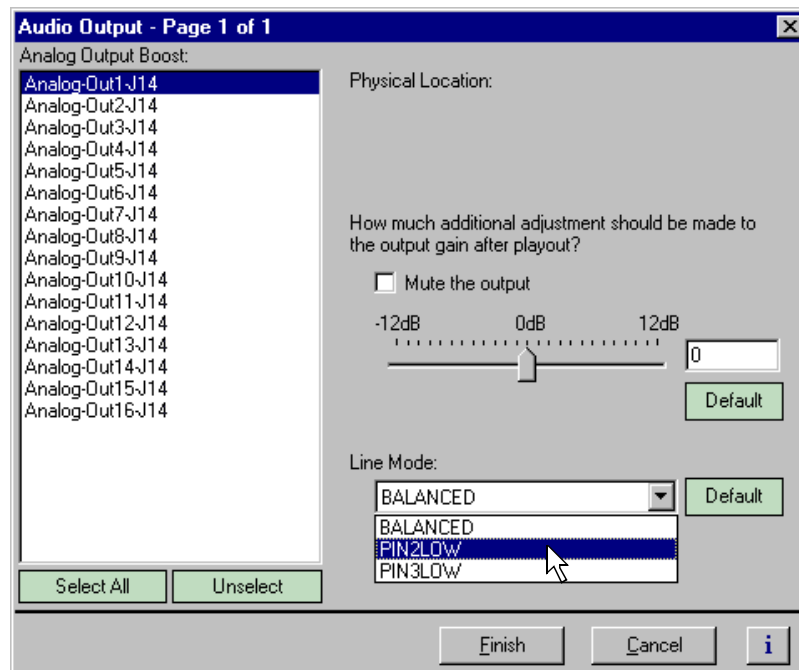 Audio Output - Page 1 of 1
Analog Output Boost:
Analog-Out1-J14
Analog-Out2-J14
Analog-Out3-J14
Analog-Out4-J14
Analog-Out5-J14
Analog-Out6-J14
Analog-Out7-J14
Analog-Out8-J14
Analog-Out9-J14
Analog-Out10-J14
Analog-Out11-J14
Analog-Out12-J14
Analog-Out13-J14
Analog-Out14-J14
Analog-Out15-J14
Analog-Out16-J14
Select All
Unselect
Physical Location:
How much additional adjustment should be made to
the output gain after playout?
Mute the output
-12dB 0dB 12dB
0
Default
Line Mode:
BALANCED
Default
BALANCED
PIN2LOW
PIN3LOW
Finish
Cancel
i